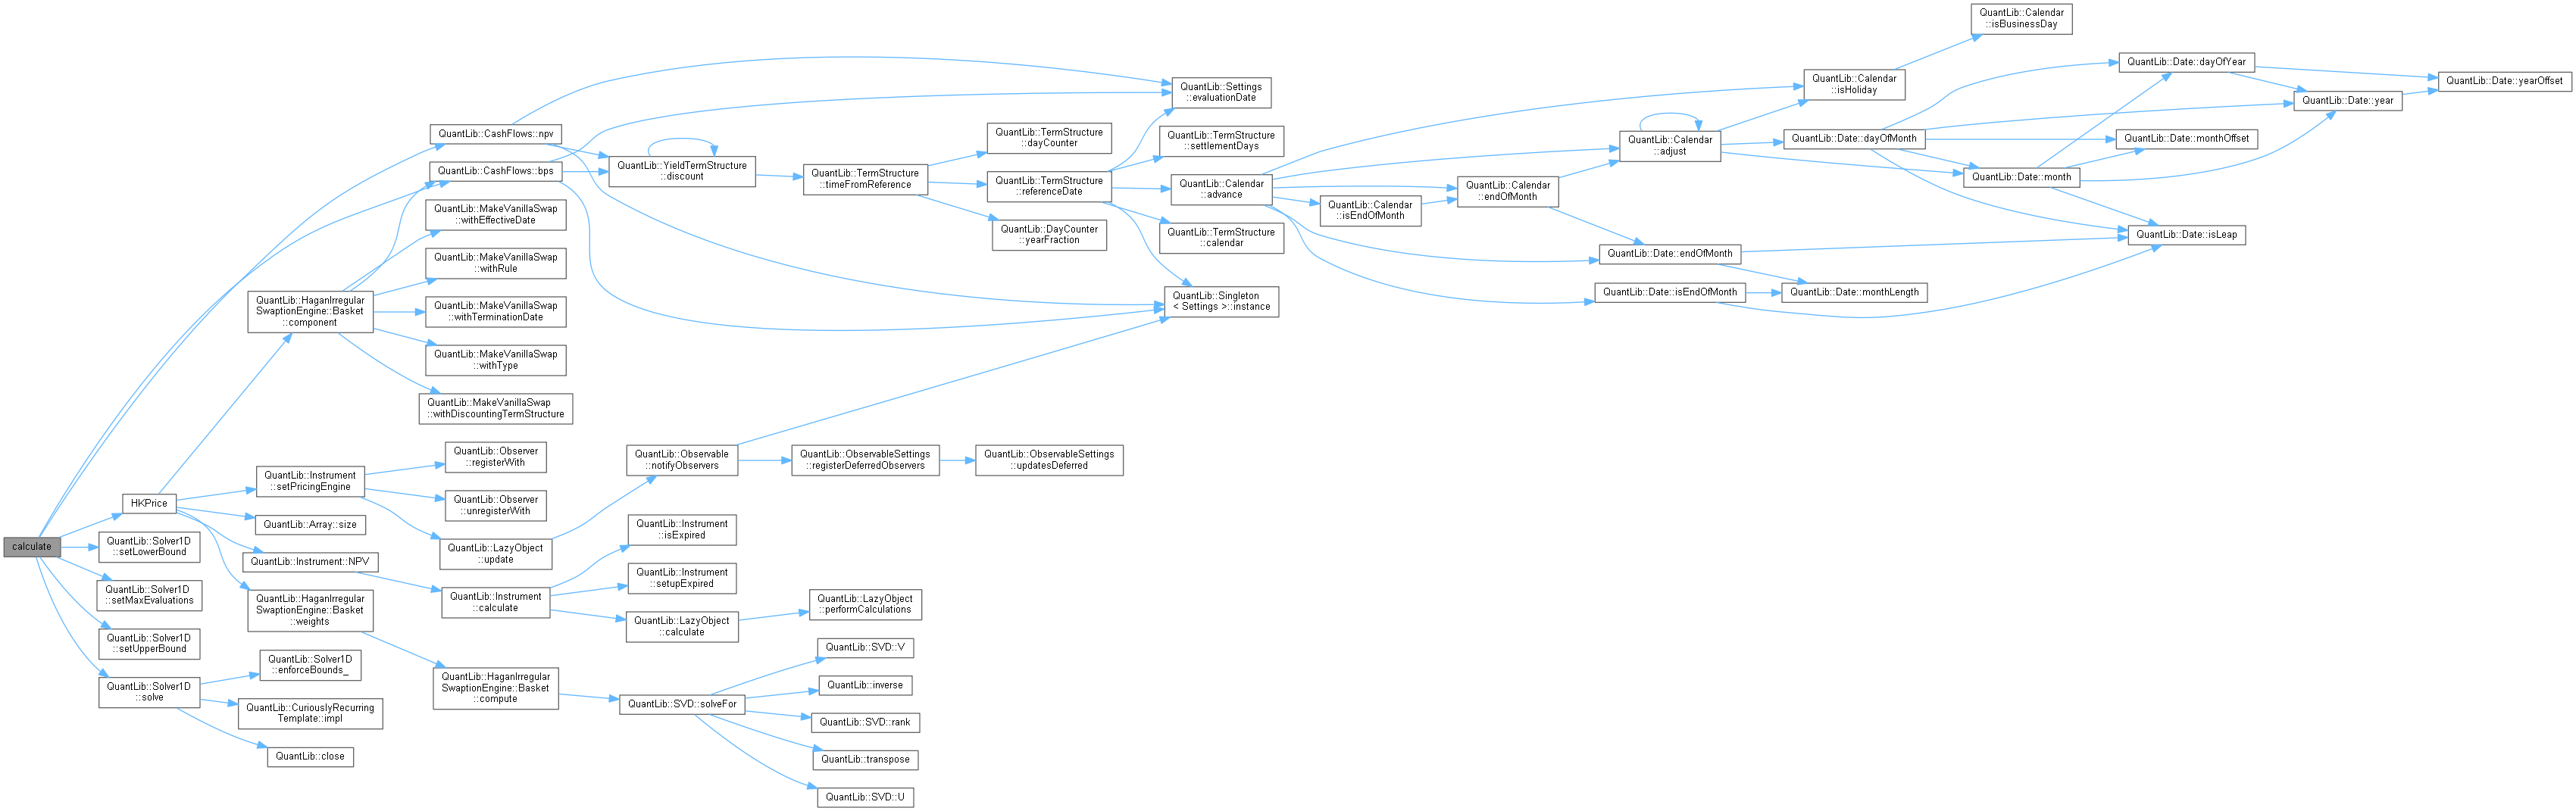 calculate
QuantLib::CashFlows::npv
QuantLib::CashFlows::bps
QuantLib::HaganIrregular
SwaptionEngine::Basket
::component
QuantLib::MakeVanillaSwap
::withEffectiveDate
QuantLib::MakeVanillaSwap
::withRule
QuantLib::MakeVanillaSwap
::withTerminationDate
QuantLib::MakeVanillaSwap
::withType
QuantLib::MakeVanillaSwap
::withDiscountingTermStructure
HKPrice
QuantLib::Solver1D
::setLowerBound
QuantLib::Solver1D
::setMaxEvaluations
QuantLib::Solver1D
::setUpperBound
QuantLib::Solver1D
::solve
QuantLib::Instrument
::setPricingEngine
QuantLib::Array::size
QuantLib::Instrument::NPV
QuantLib::HaganIrregular
SwaptionEngine::Basket
::weights
QuantLib::Solver1D
::enforceBounds_
QuantLib::CuriouslyRecurring
Template::impl
QuantLib::close
QuantLib::Observer
::registerWith
QuantLib::Observer
::unregisterWith
QuantLib::LazyObject
::update
QuantLib::Instrument
::calculate
QuantLib::HaganIrregular
SwaptionEngine::Basket
::compute
QuantLib::YieldTermStructure
::discount
QuantLib::Observable
::notifyObservers
QuantLib::Instrument
::isExpired
QuantLib::Instrument
::setupExpired
QuantLib::LazyObject
::calculate
QuantLib::SVD::solveFor
QuantLib::TermStructure
::timeFromReference
QuantLib::ObservableSettings
::registerDeferredObservers
QuantLib::LazyObject
::performCalculations
QuantLib::SVD::V
QuantLib::inverse
QuantLib::SVD::rank
QuantLib::transpose
QuantLib::SVD::U
QuantLib::TermStructure
::dayCounter
QuantLib::TermStructure
::referenceDate
QuantLib::DayCounter
::yearFraction
QuantLib::ObservableSettings
::updatesDeferred
QuantLib::Settings
::evaluationDate
QuantLib::TermStructure
::settlementDays
QuantLib::Calendar
::advance
QuantLib::TermStructure
::calendar
QuantLib::Singleton
< Settings >::instance
QuantLib::Calendar
::isEndOfMonth
QuantLib::Calendar
::endOfMonth
QuantLib::Calendar
::adjust
QuantLib::Date::endOfMonth
QuantLib::Date::isEndOfMonth
QuantLib::Calendar
::isHoliday
QuantLib::Date::dayOfMonth
QuantLib::Date::monthLength
QuantLib::Calendar
::isBusinessDay
QuantLib::Date::month
QuantLib::Date::dayOfYear
QuantLib::Date::monthOffset
QuantLib::Date::isLeap
QuantLib::Date::year
QuantLib::Date::yearOffset